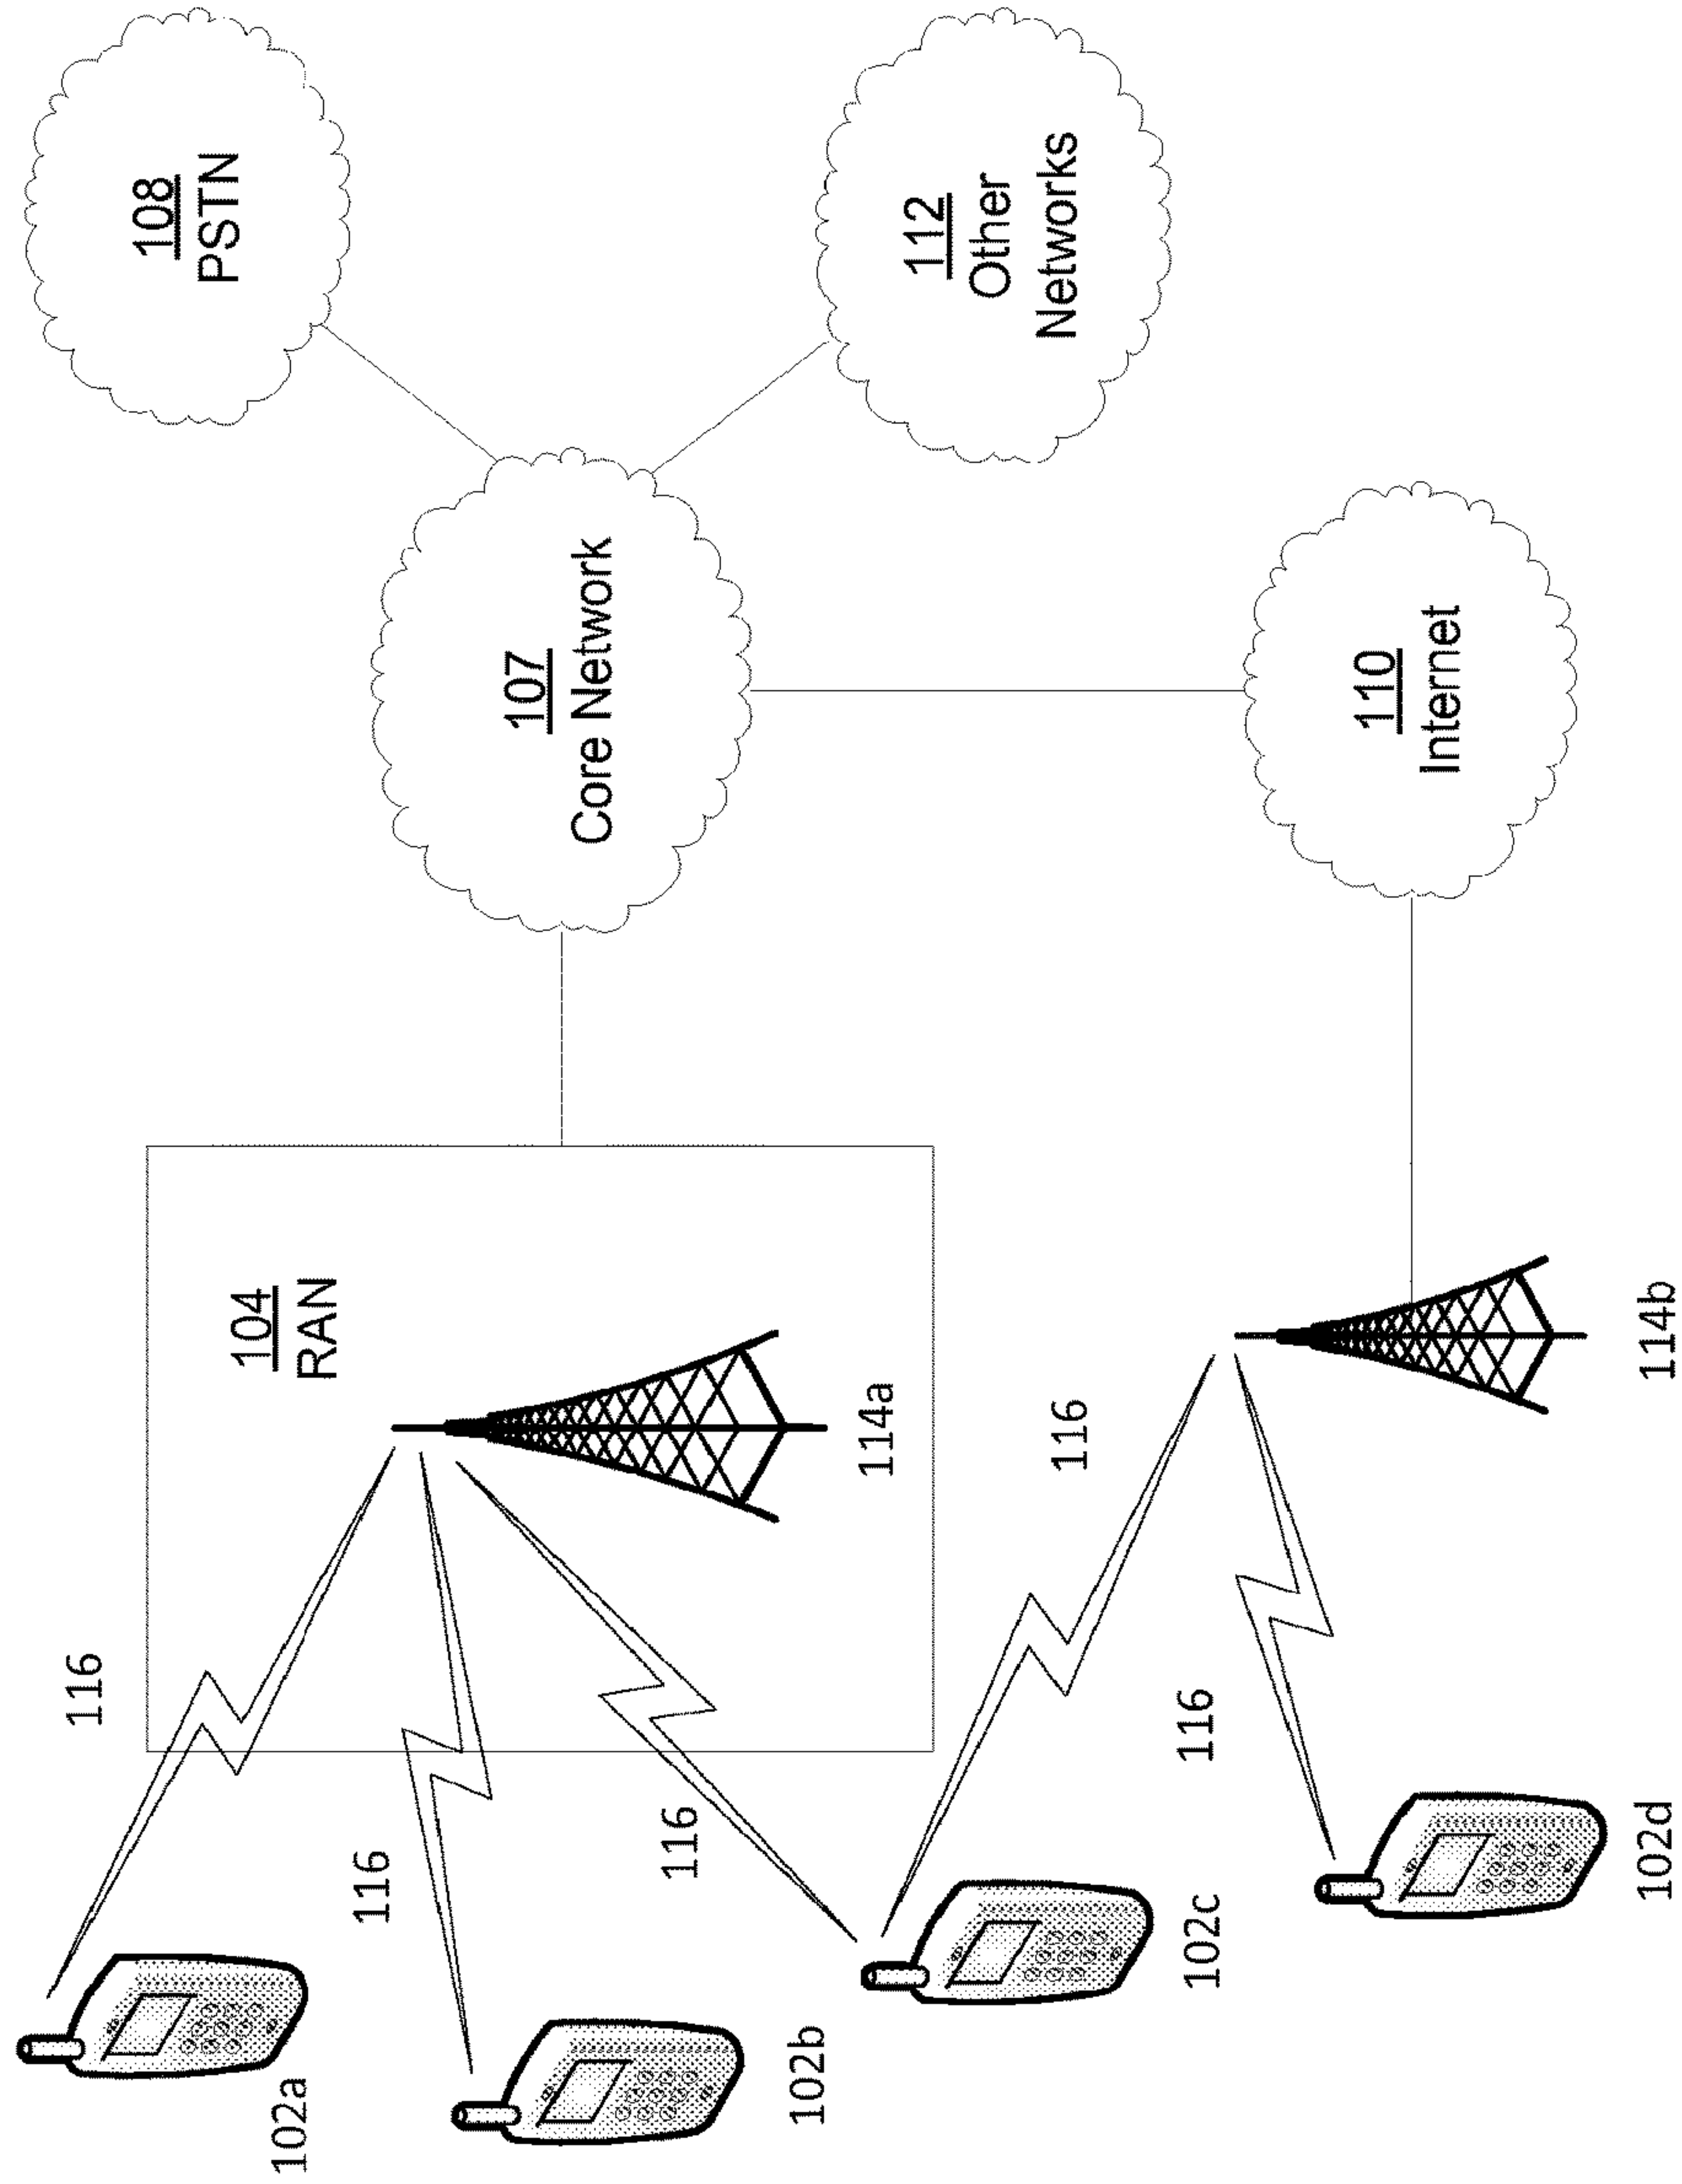 102a
116
102b
116
104
RAN
114a
116
102c
116
102d
116
114b
107
Core Network
108
PSTN
112
Other
Networks
110
Internet